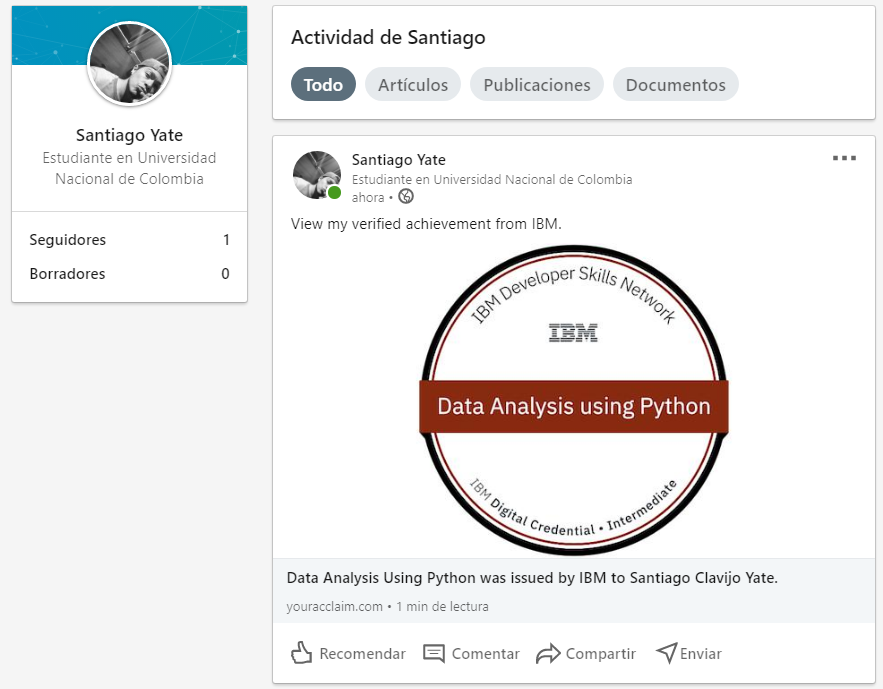 Santiago Yate
Estudiante en Universidad
Nacional de Colombia
Seguidores 1
Borradores 0
Actividad de Santiago
Todo Artículos Publicaciones Documentos
Santiago Yate
Estudiante en Universidad Nacional de Colombia
ahora •
View my verified achievement from IBM.
IBM Developer Skills Network
IBM
Data Analysis using Python
IBM Digital Credential • Intermediate
Data Analysis Using Python was issued by IBM to Santiago Clavijo Yate.
youracclaim.com • 1 min de lectura
Recomendar Comentar Compartir Enviar